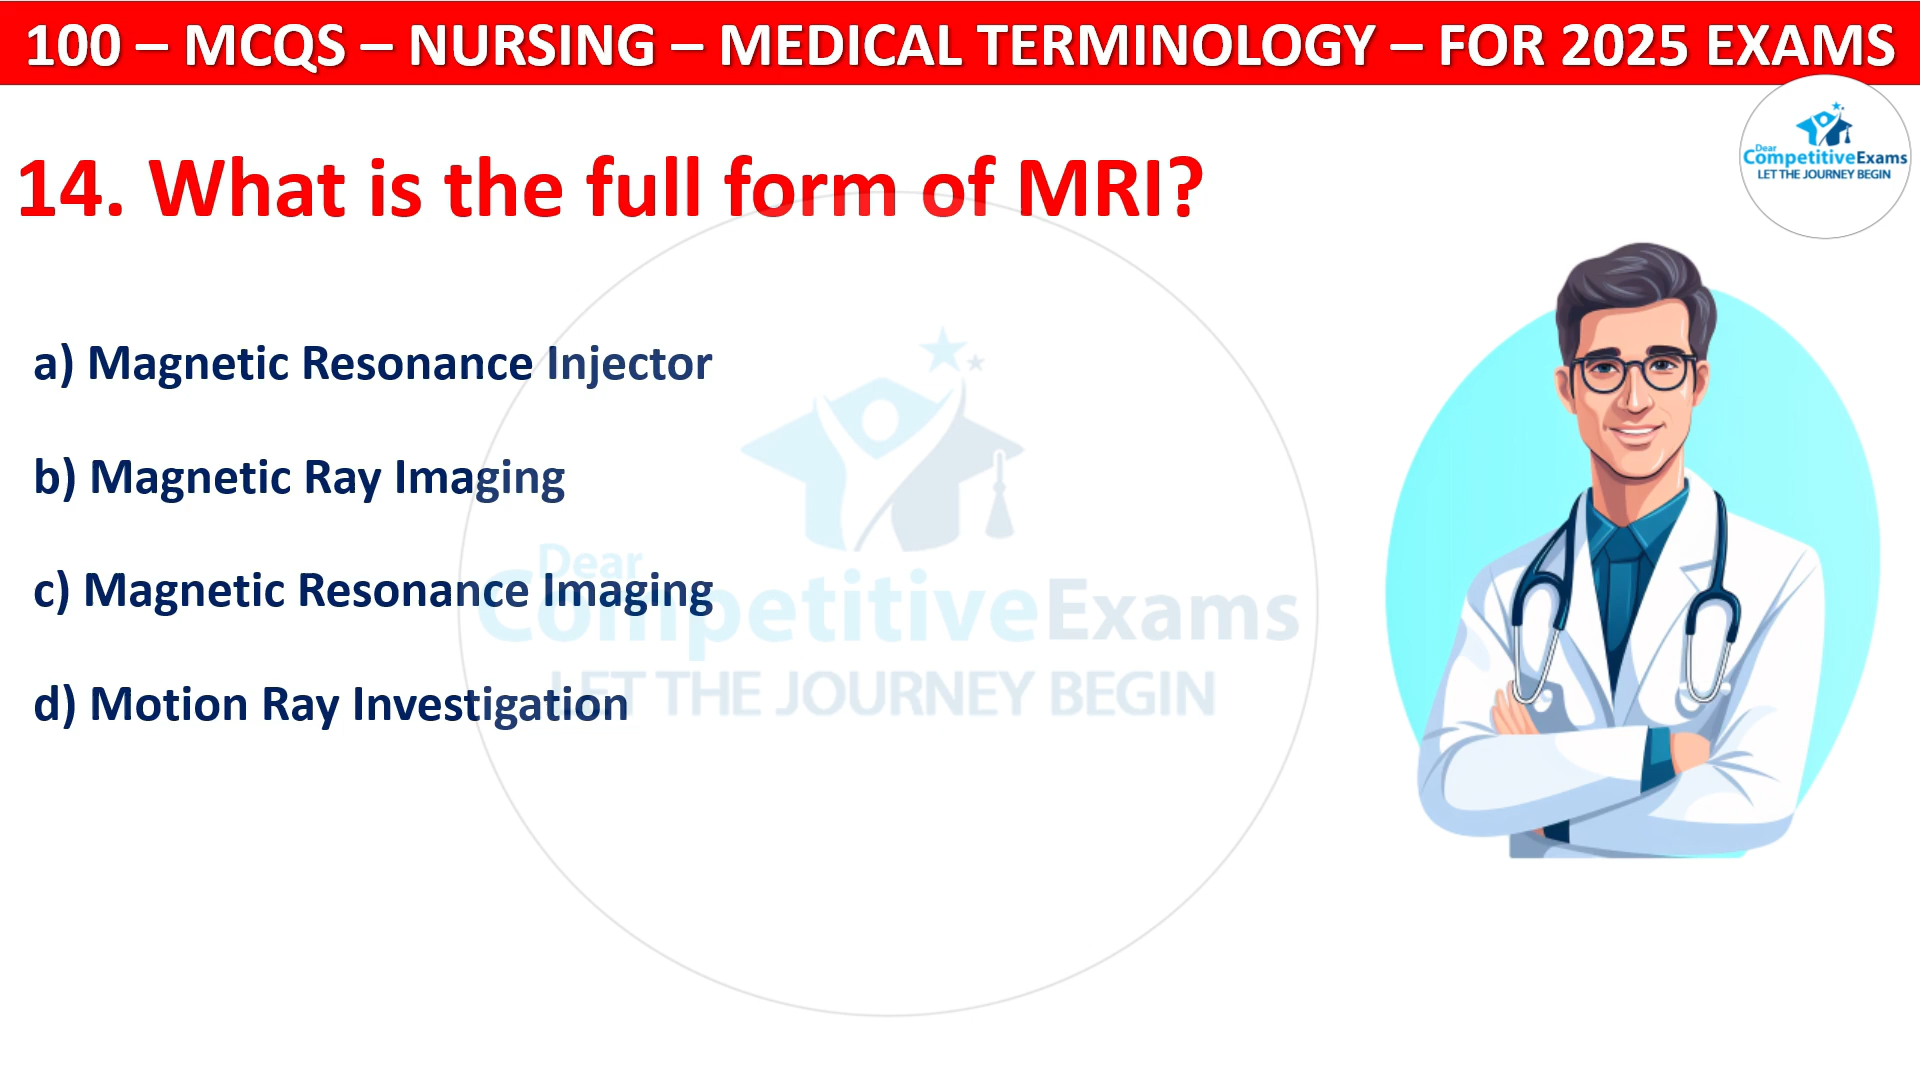 100 – MCQS – NURSING – MEDICAL TERMINOLOGY – FOR 2025 EXAMS
Dear
CompetitiveExams
LET THE JOURNEY BEGIN
14. What is the full form of MRI?
a) Magnetic Resonance Injector
b) Magnetic Ray Imaging
c) Magnetic Resonance Imaging
d) Motion Ray Investigation
Dear
CompetitiveExams
LET THE JOURNEY BEGIN